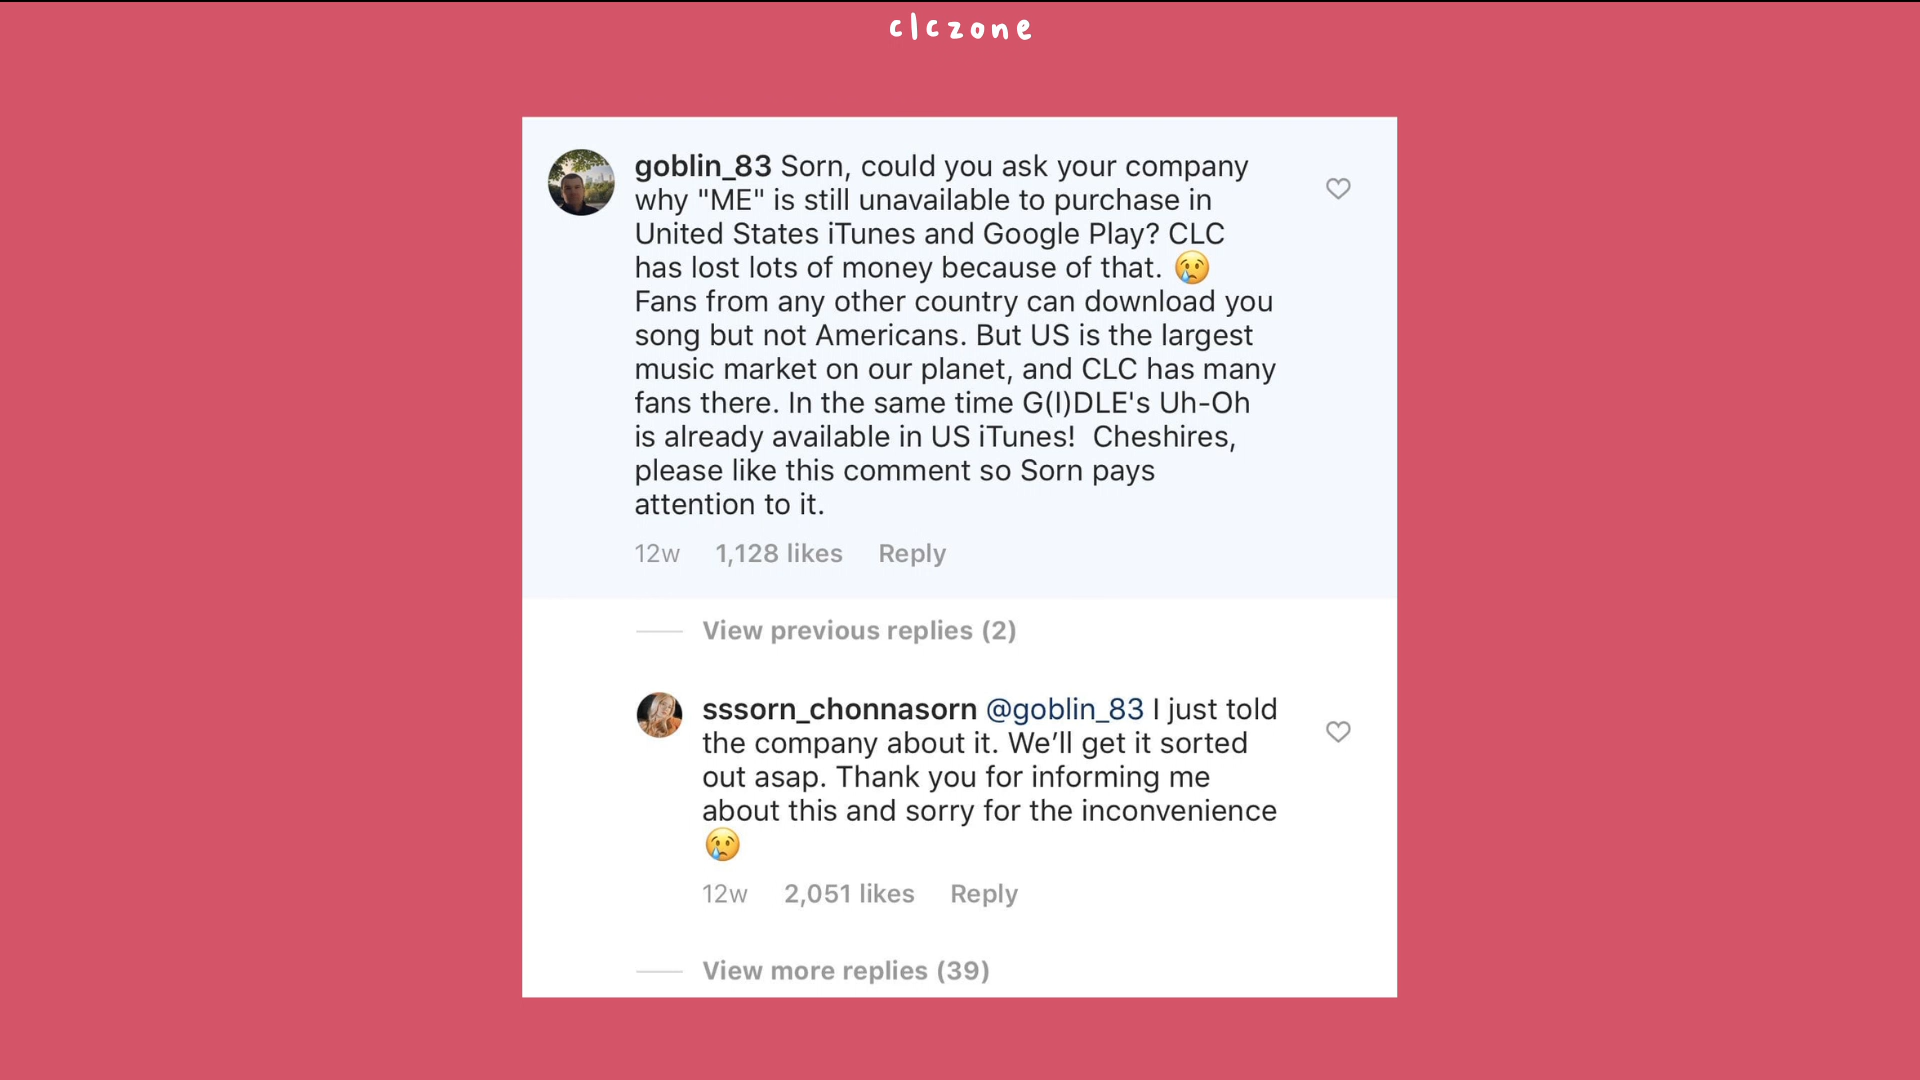 clczone
goblin_83 Sorn, could you ask your company
why "ME" is still unavailable to purchase in
United States iTunes and Google Play? CLC
has lost lots of money because of that. 😢
Fans from any other country can download you
song but not Americans. But US is the largest
music market on our planet, and CLC has many
fans there. In the same time G(I)DLE's Uh-Oh
is already available in US iTunes!  Cheshires,
please like this comment so Sorn pays
attention to it.
12w 1,128 likes Reply
View previous replies (2)
sssorn_chonnasorn @goblin_83 I just told
the company about it. We’ll get it sorted
out asap. Thank you for informing me
about this and sorry for the inconvenience
😢
12w 2,051 likes Reply
View more replies (39)